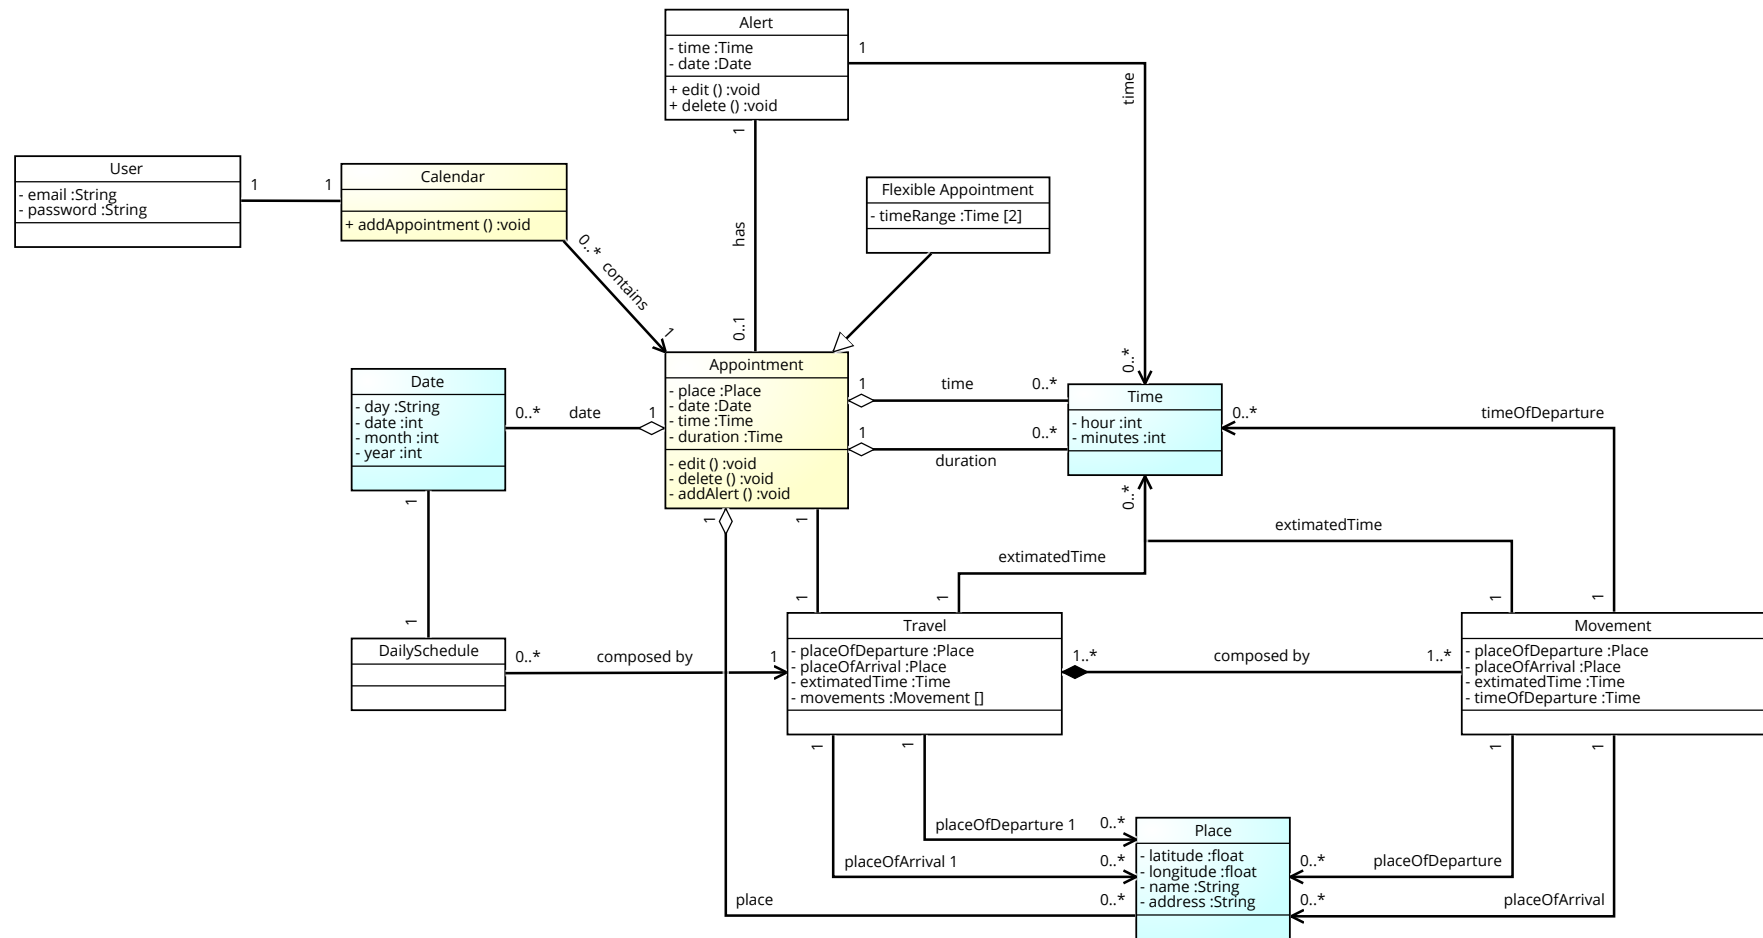 Alert
- time :Time
- date :Date
+ edit () :void
+ delete () :void
1
time
0..*
1
has
0..1
User
- email :String
- password :String
1
1
Calendar
+ addAppointment () :void
0.. *
contains
1
Flexible Appointment
- timeRange :Time [2]
Appointment
- place :Place
- date :Date
- time :Time
- duration :Time
- edit () :void
- delete () :void
- addAlert () :void
Date
- day :String
- date :int
- month :int
- year :int
0..*
date
1
1
time
0..*
1
duration
0..*
Time
- hour :int
- minutes :int
0..*
timeOfDeparture
1
0..*
extimatedTime
1
extimatedTime
1
1
1
1
1
1
DailySchedule
0..*
composed by
1
Travel
- placeOfDeparture :Place
- placeOfArrival :Place
- extimatedTime :Time
- movements :Movement []
1..*
composed by
1..*
Movement
- placeOfDeparture :Place
- placeOfArrival :Place
- extimatedTime :Time
- timeOfDeparture :Time
1
1
1
1
placeOfDeparture 1
0..*
placeOfArrival 1
0..*
place
0..*
Place
- latitude :float
- longitude :float
- name :String
- address :String
0..*
placeOfDeparture
0..*
placeOfArrival